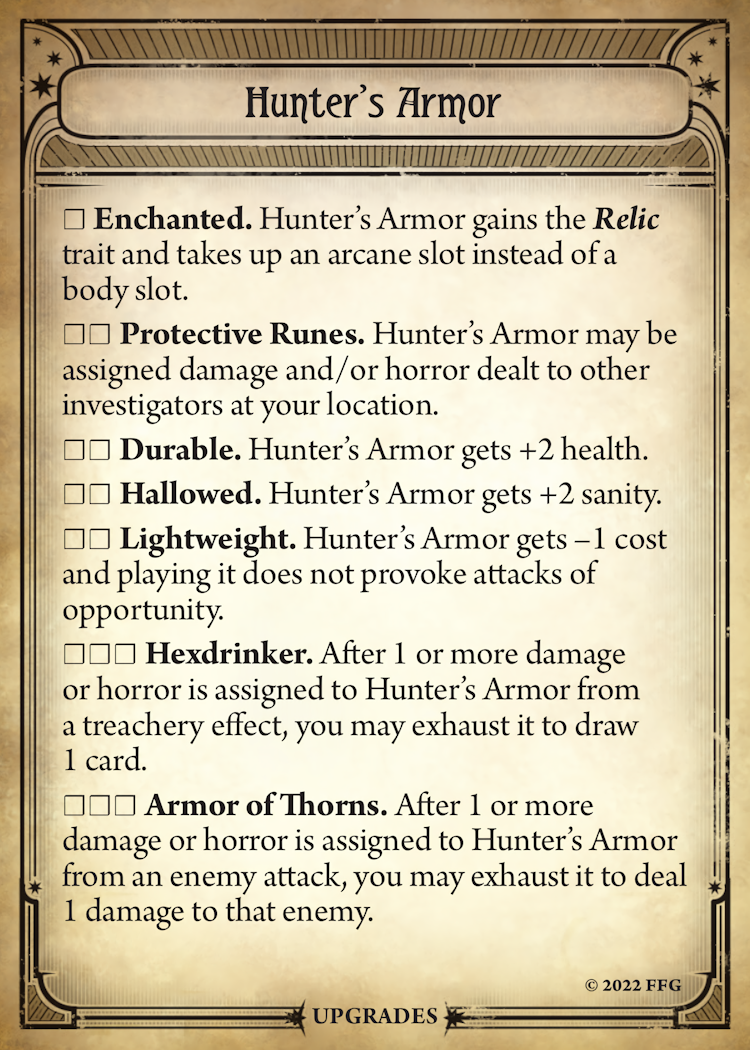 Hunter's Armor
□ Enchanted. Hunter's Armor gains the Relic
trait and takes up an arcane slot instead of a
body slot.
□□ Protective Runes. Hunter's Armor may be
assigned damage and/or horror dealt to other
investigators at your location.
□□ Durable. Hunter's Armor gets +2 health.
□□ Hallowed. Hunter's Armor gets +2 sanity.
□□ Lightweight. Hunter's Armor gets –1 cost
and playing it does not provoke attacks of
opportunity.
□□□ Hexdrinker. After 1 or more damage
or horror is assigned to Hunter's Armor from
a treachery effect, you may exhaust it to draw
1 card.
□□□ Armor of Thorns. After 1 or more
damage or horror is assigned to Hunter's Armor
from an enemy attack, you may exhaust it to deal
1 damage to that enemy.
© 2022 FFG
UPGRADES